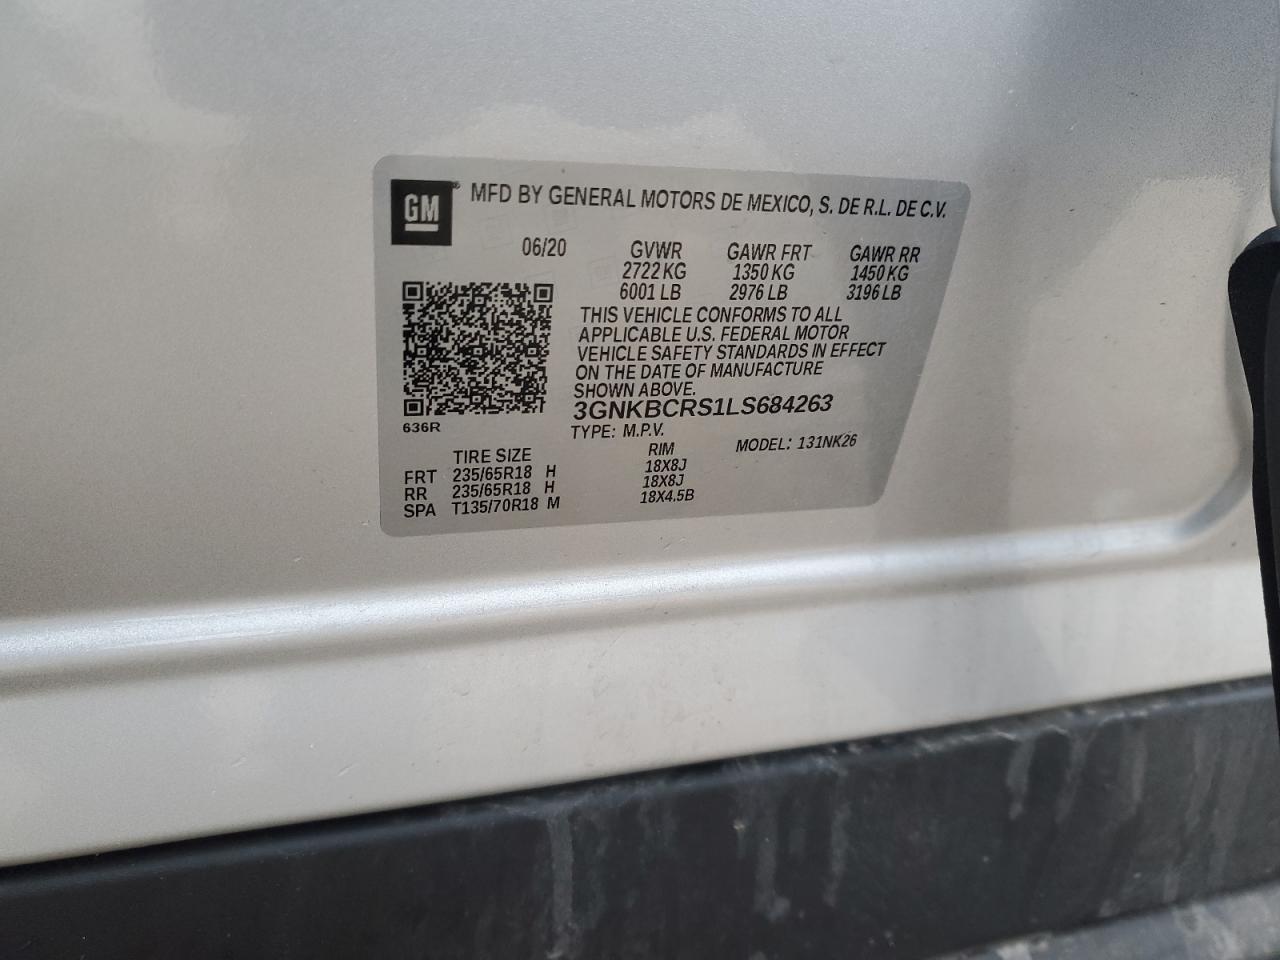 GM® MFD BY GENERAL MOTORS DE MEXICO, S. DE R.L. DE C.V.
06/20 GVWR GAWR FRT GAWR RR
2722 KG 1350 KG 1450 KG
6001 LB 2976 LB 3196 LB
THIS VEHICLE CONFORMS TO ALL
APPLICABLE U.S. FEDERAL MOTOR
VEHICLE SAFETY STANDARDS IN EFFECT
ON THE DATE OF MANUFACTURE
SHOWN ABOVE.
3GNKBCRS1LS684263
636R
TYPE: M.P.V. MODEL: 131NK26
TIRE SIZE RIM
FRT 235/65R18 H 18X8J
RR 235/65R18 H 18X8J
SPA T135/70R18 M 18X4.5B